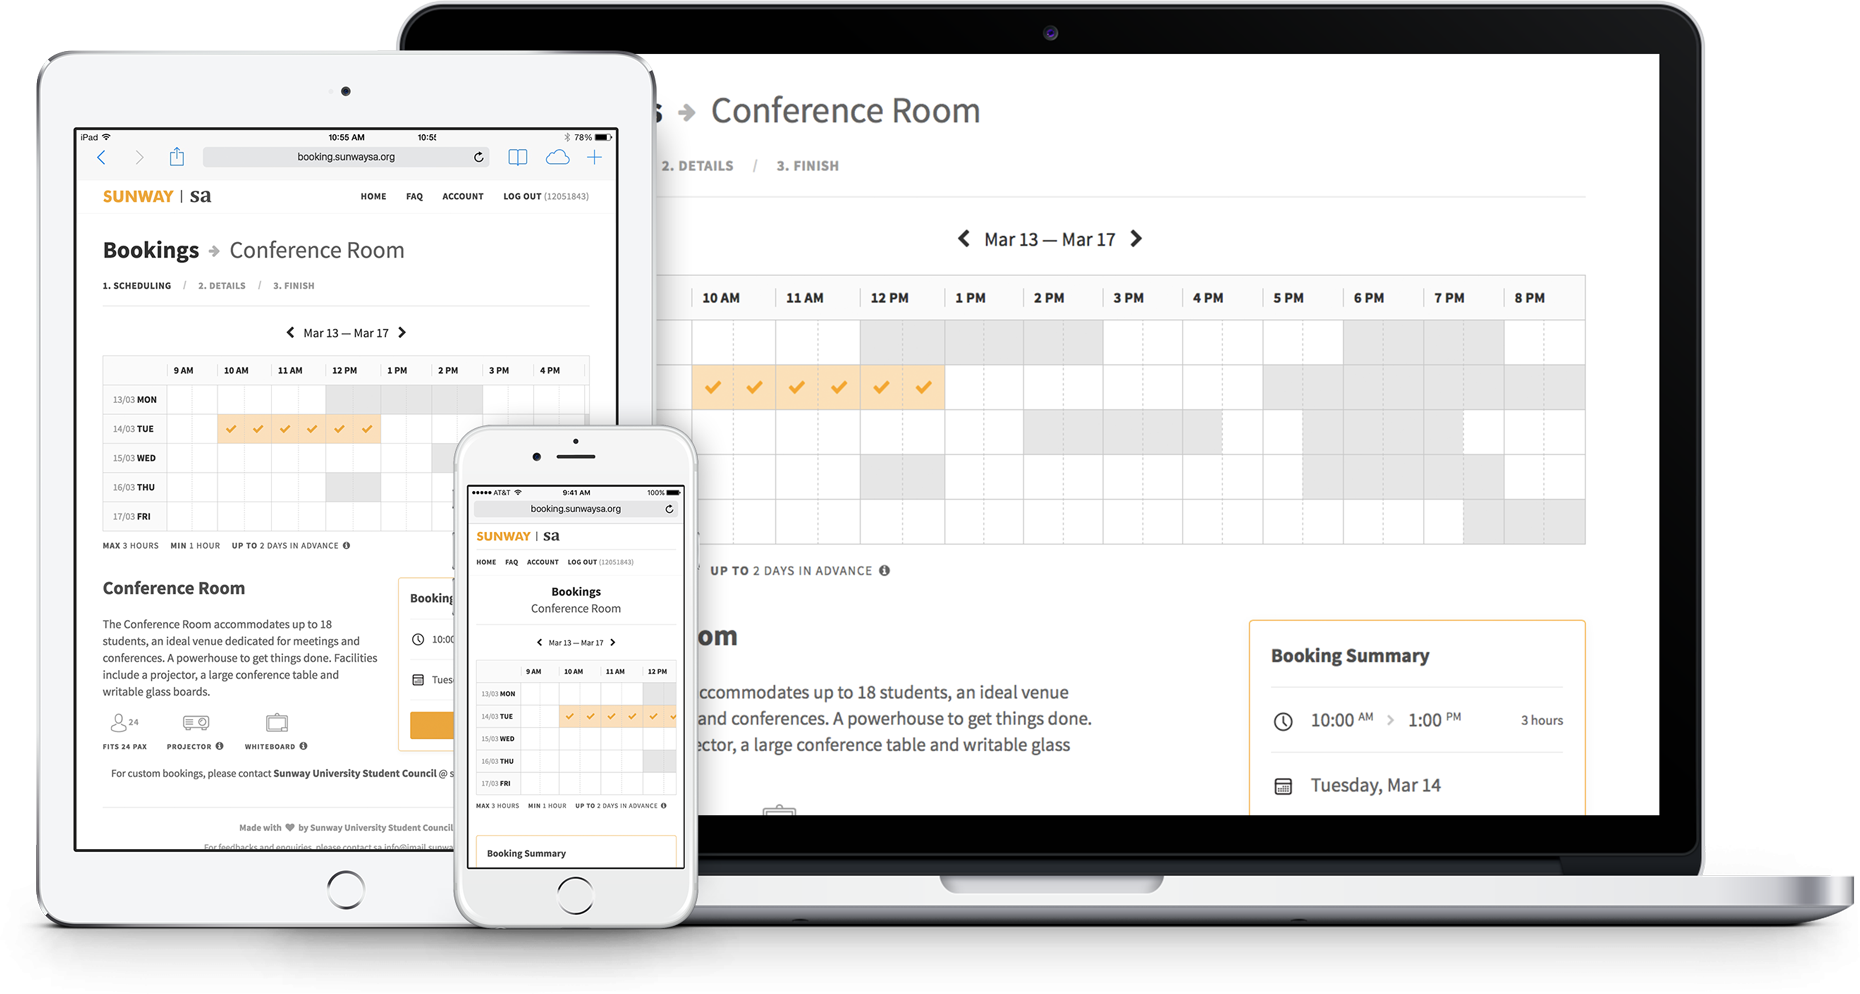 iPad 10:55 AM 10:55 78%
booking.sunwaysa.org
SUNWAY | sa HOME FAQ ACCOUNT LOG OUT (12051843)
Bookings → Conference Room
1. SCHEDULING / 2. DETAILS / 3. FINISH
Mar 13 — Mar 17
9 AM 10 AM 11 AM 12 PM 1 PM 2 PM 3 PM 4 PM
13/03 MON
14/03 TUE
15/03 WED
16/03 THU
17/03 FRI
MAX 3 HOURS MIN 1 HOUR UP TO 2 DAYS IN ADVANCE
Conference Room
The Conference Room accommodates up to 18
students, an ideal venue dedicated for meetings and
conferences. A powerhouse to get things done. Facilities
include a projector, a large conference table and
writable glass boards.
24
FITS 24 PAX PROJECTOR WHITEBOARD
Booking
10:00
Tues
For custom bookings, please contact Sunway University Student Council @ s
Made with ♥ by Sunway University Student Council
For feedbacks and enquiries, please contact sa.info@imail.sunwa
AT&T 9:41 AM 100%
booking.sunwaysa.org
SUNWAY | sa
HOME FAQ ACCOUNT LOG OUT (12051843)
Bookings
Conference Room
Mar 13 — Mar 17
9 AM 10 AM 11 AM 12 PM
13/03 MON
14/03 TUE
15/03 WED
16/03 THU
17/03 FRI
MAX 3 HOURS MIN 1 HOUR UP TO 2 DAYS IN ADVANCE
Booking Summary
s → Conference Room
2. DETAILS / 3. FINISH
Mar 13 — Mar 17
10 AM 11 AM 12 PM 1 PM 2 PM 3 PM 4 PM 5 PM 6 PM 7 PM 8 PM
UP TO 2 DAYS IN ADVANCE
om
ccommodates up to 18 students, an ideal venue
and conferences. A powerhouse to get things done.
ctor, a large conference table and writable glass
Booking Summary
10:00 AM > 1:00 PM 3 hours
Tuesday, Mar 14